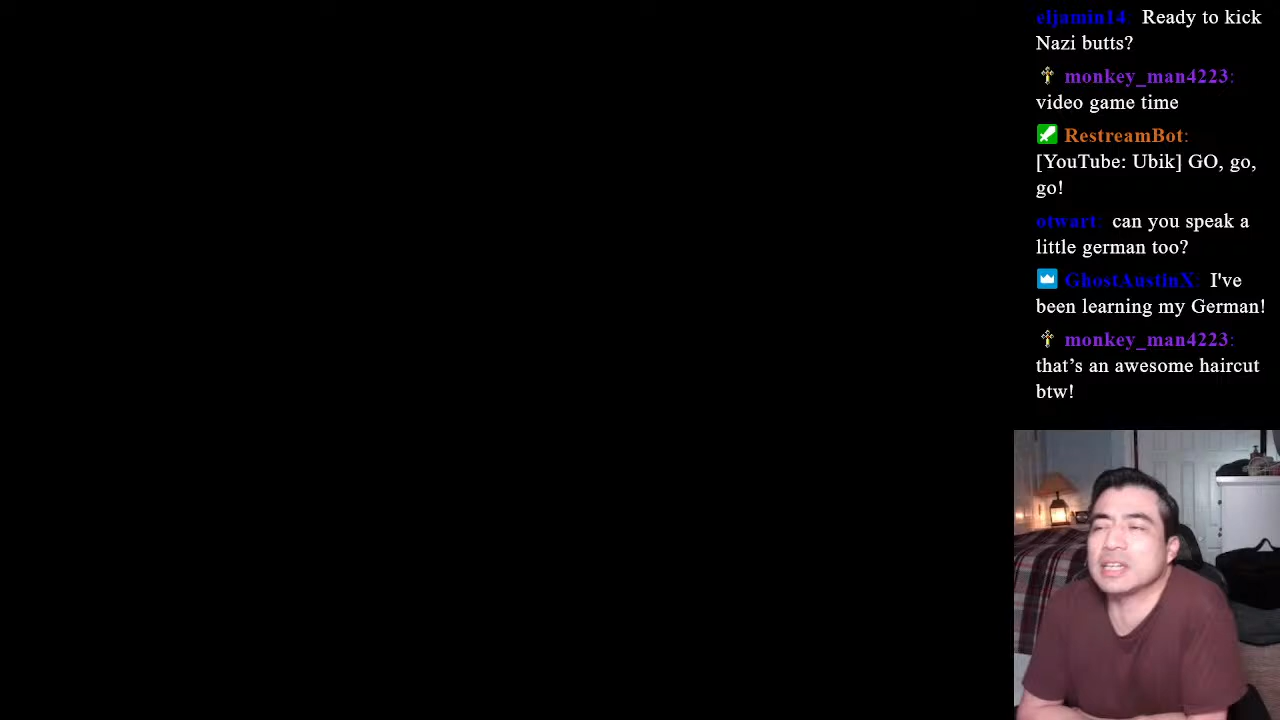 eljamin14: Ready to kick
Nazi butts?
monkey_man4223:
video game time
RestreamBot:
[YouTube: Ubik] GO, go,
go!
otwart: can you speak a
little german too?
GhostAustinX: I've
been learning my German!
monkey_man4223:
that's an awesome haircut
btw!